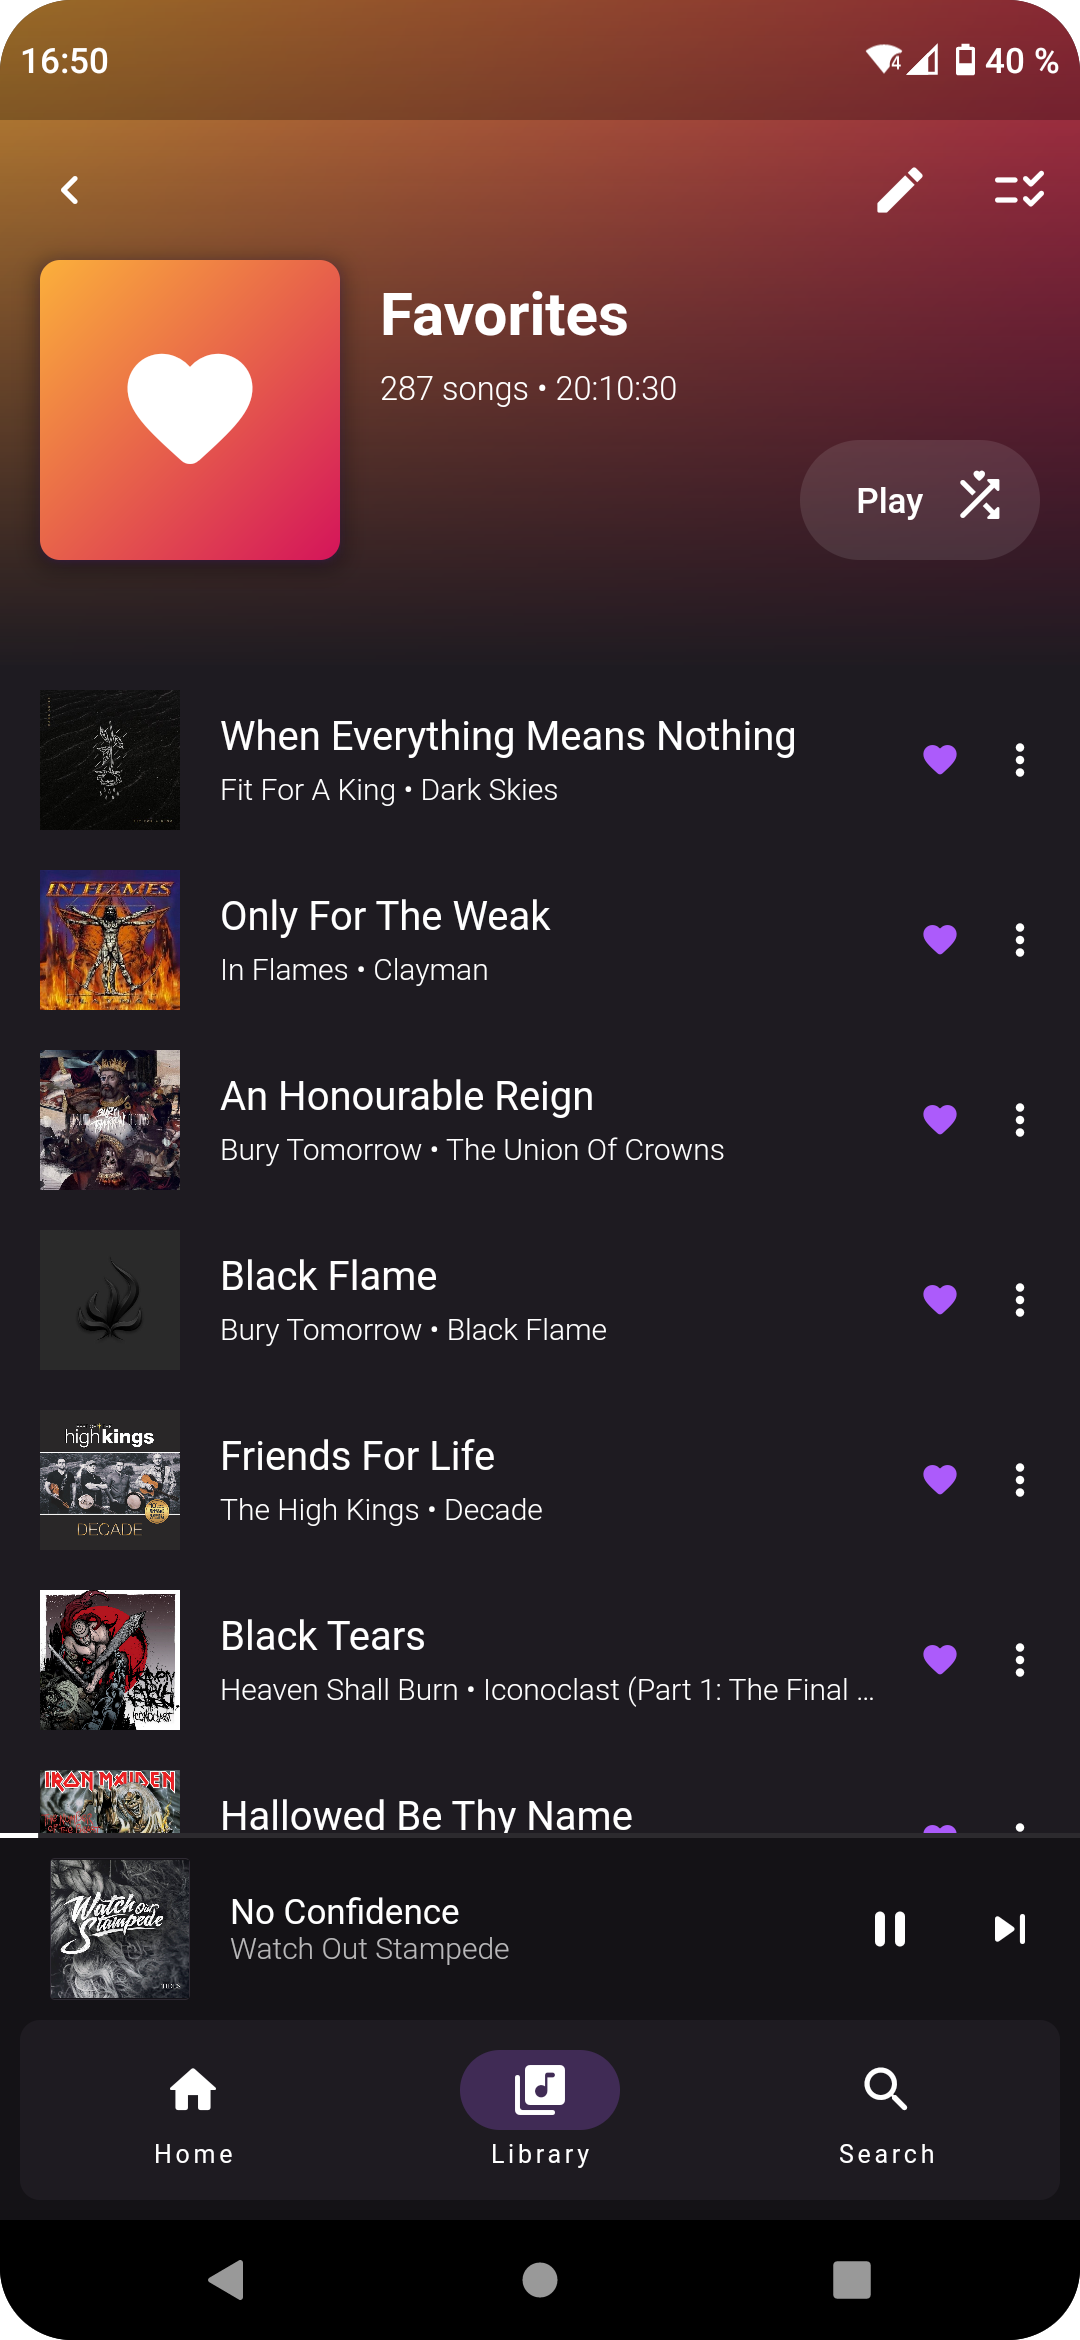 16:50
4
40 %
Favorites
287 songs • 20:10:30
Play
When Everything Means Nothing
Fit For A King • Dark Skies
IN FLAMES
Only For The Weak
In Flames • Clayman
BURY TOMORROW
An Honourable Reign
Bury Tomorrow • The Union Of Crowns
Black Flame
Bury Tomorrow • Black Flame
highkings
DECADE
Friends For Life
The High Kings • Decade
Black Tears
Heaven Shall Burn • Iconoclast (Part 1: The Final ...
IRON MAIDEN
Hallowed Be Thy Name
Watch Out
Stampede
No Confidence
Watch Out Stampede
Home
Library
Search